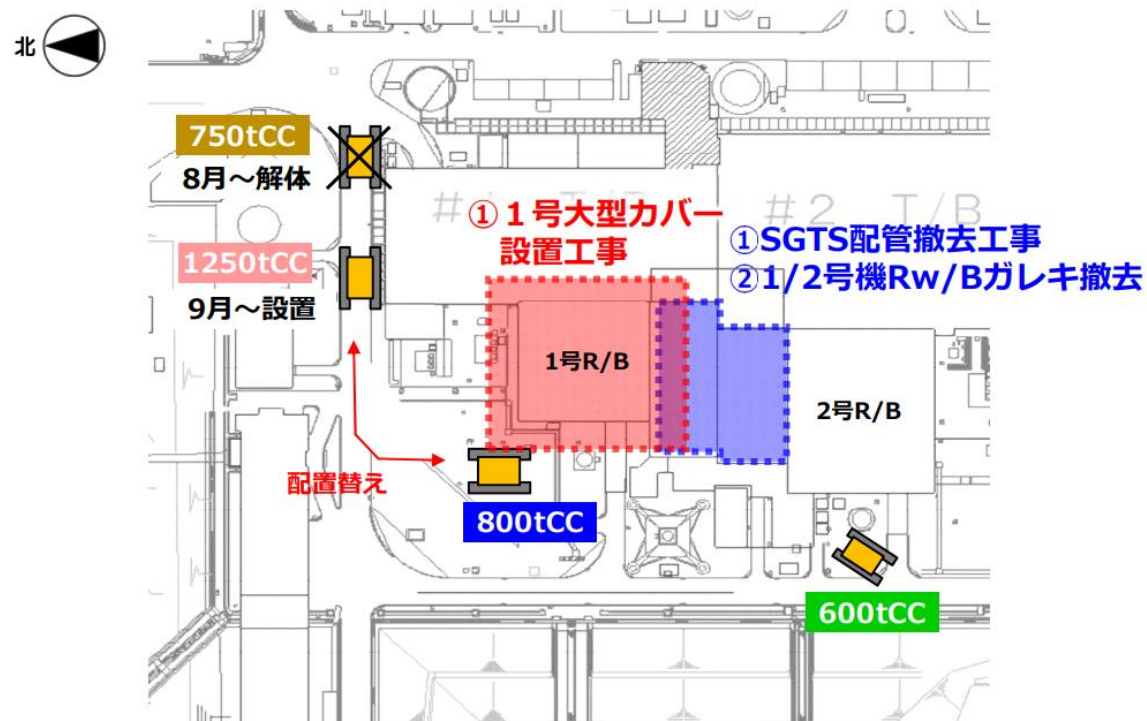 北
750tCC
8月～解体
1250tCC
9月～設置
#1 T/B
#2 T/B
①１号大型カバー
設置工事
①SGTS配管撤去工事
②1/2号機Rw/Bガレキ撤去
1号R/B
2号R/B
配置替え
800tCC
600tCC